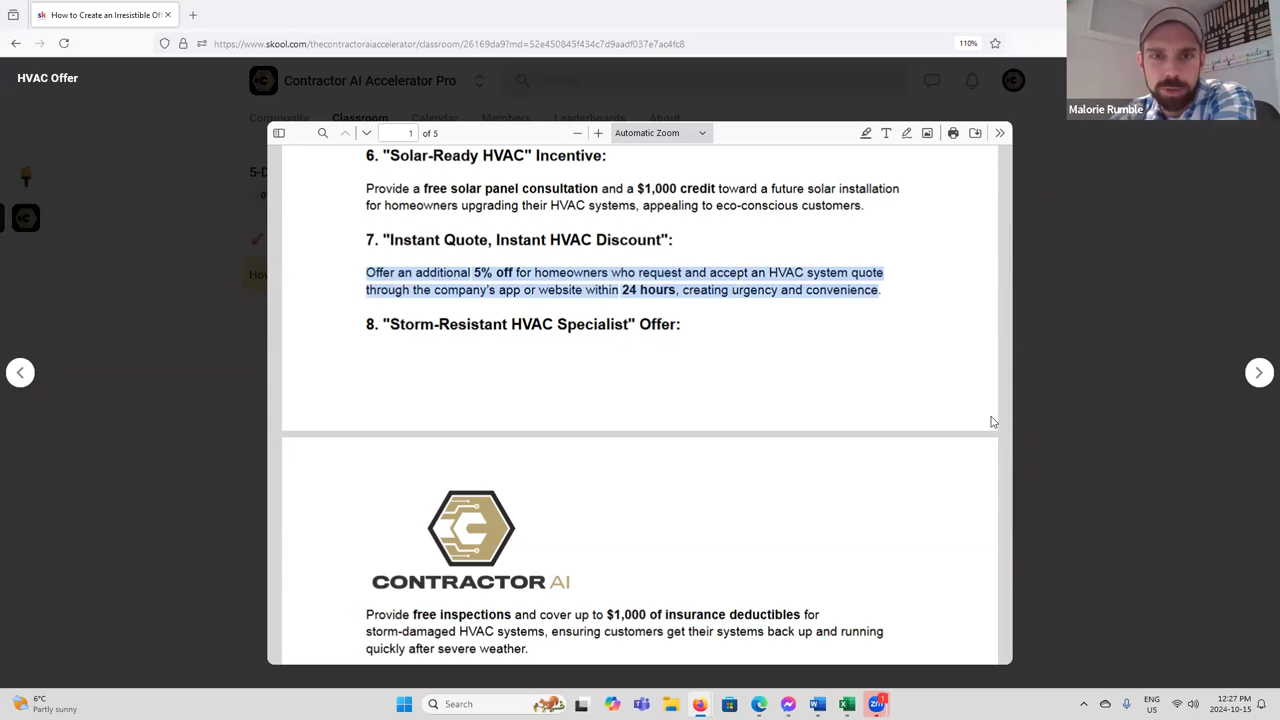 How to Create an Irresistible Of
https://www.skool.com/thecontractoraiaccelerator/classroom/26169da9?md=52e450845f434c7d9aadf037e7ac4fc8
110%
HVAC Offer
Contractor AI Accelerator Pro
Search
Malorie Rumble
Community Classroom Calendar Members Leaderboards About
1 of 5
Automatic Zoom
6. "Solar-Ready HVAC" Incentive:
Provide a free solar panel consultation and a $1,000 credit toward a future solar installation
for homeowners upgrading their HVAC systems, appealing to eco-conscious customers.
7. "Instant Quote, Instant HVAC Discount":
Offer an additional 5% off for homeowners who request and accept an HVAC system quote
through the company's app or website within 24 hours, creating urgency and convenience.
8. "Storm-Resistant HVAC Specialist" Offer:
CONTRACTOR AI
Provide free inspections and cover up to $1,000 of insurance deductibles for
storm-damaged HVAC systems, ensuring customers get their systems back up and running
quickly after severe weather.
5-D
How
6°C
Partly sunny
Search
ENG
US
12:27 PM
2024-10-15